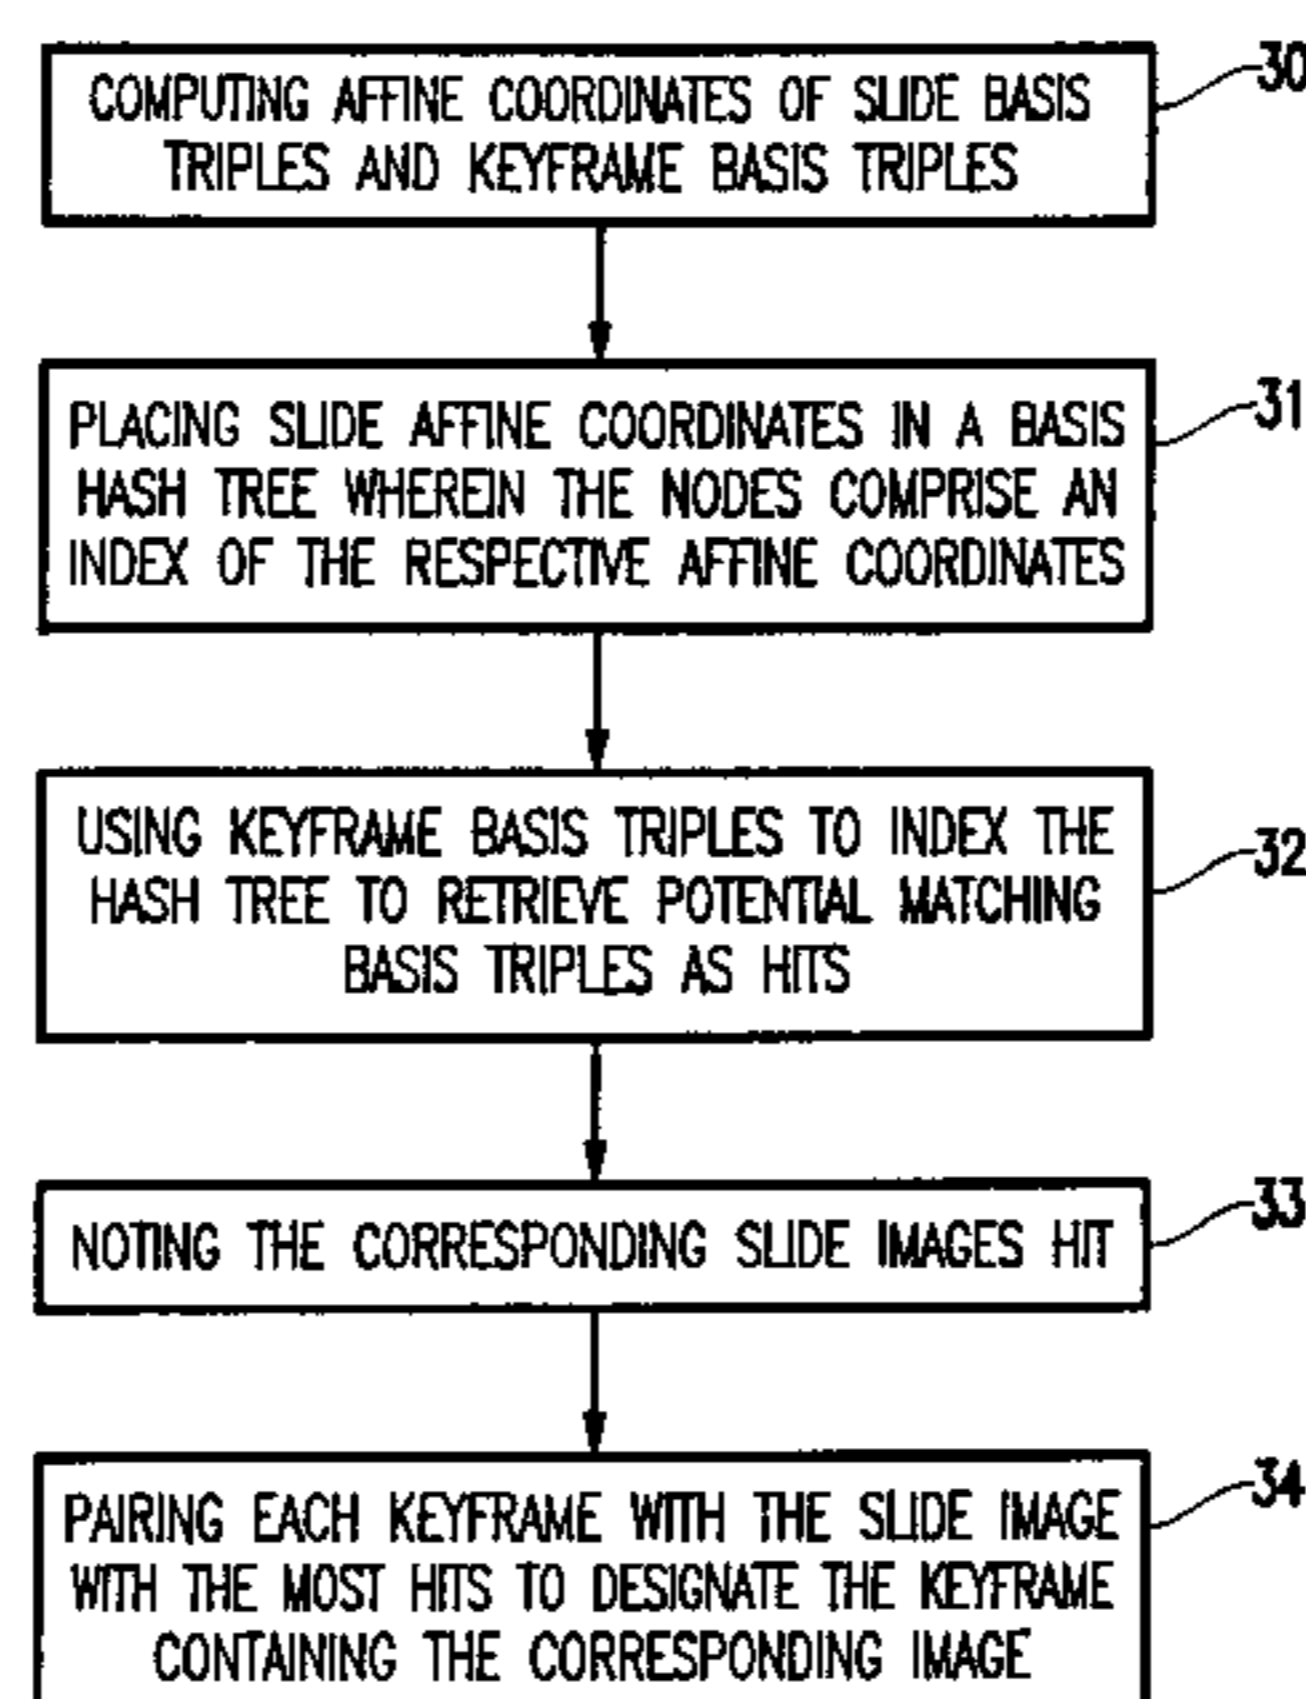 COMPUTING AFFINE COORDINATES OF SLIDE BASIS
TRIPLES AND KEYFRAME BASIS TRIPLES
30
PLACING SLIDE AFFINE COORDINATES IN A BASIS
HASH TREE WHEREIN THE NODES COMPRISE AN
INDEX OF THE RESPECTIVE AFFINE COORDINATES
31
USING KEYFRAME BASIS TRIPLES TO INDEX THE
HASH TREE TO RETRIEVE POTENTIAL MATCHING
BASIS TRIPLES AS HITS
32
NOTING THE CORRESPONDING SLIDE IMAGES HIT
33
PAIRING EACH KEYFRAME WITH THE SLIDE IMAGE
WITH THE MOST HITS TO DESIGNATE THE KEYFRAME
CONTAINING THE CORRESPONDING IMAGE
34